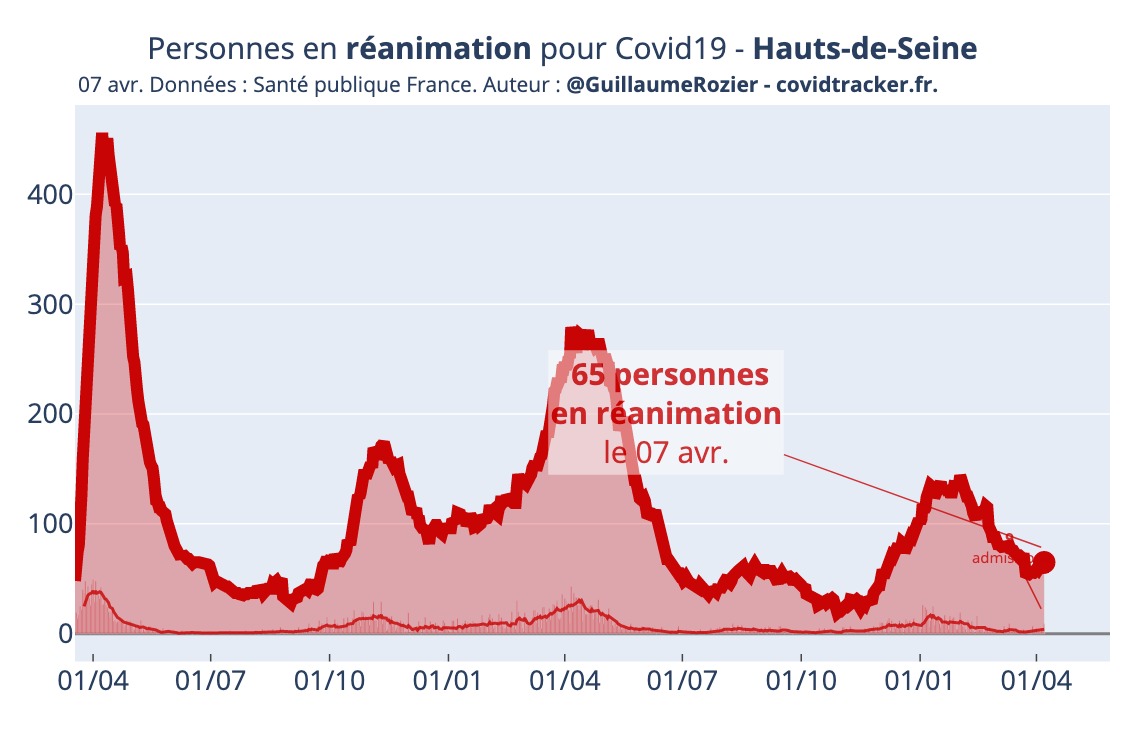 Personnes en réanimation pour Covid19 - Hauts-de-Seine
07 avr. Données : Santé publique France. Auteur : @GuillaumeRozier - covidtracker.fr.
400
300
200
100
0
65 personnes
en réanimation
le 07 avr.
01/04 01/07 01/10 01/01 01/04 01/07 01/10 01/01 01/04